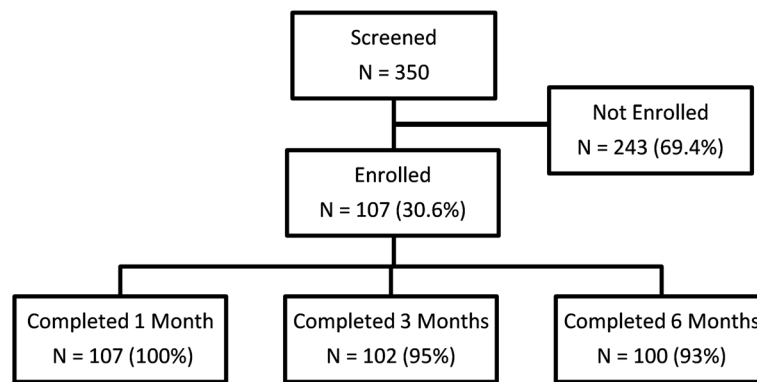 Screened
N = 350
Not Enrolled
N = 243 (69.4%)
Enrolled
N = 107 (30.6%)
Completed 1 Month
N = 107 (100%)
Completed 3 Months
N = 102 (95%)
Completed 6 Months
N = 100 (93%)